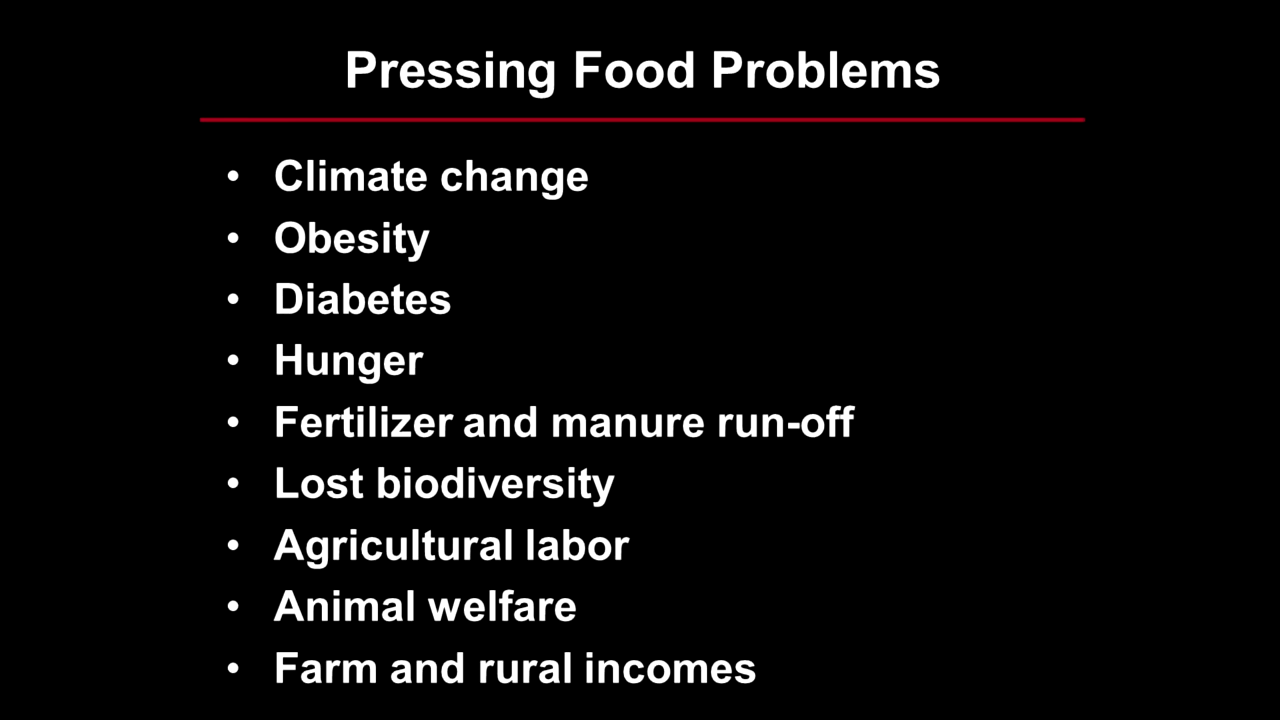 Pressing Food Problems
• Climate change
• Obesity
• Diabetes
• Hunger
• Fertilizer and manure run-off
• Lost biodiversity
• Agricultural labor
• Animal welfare
• Farm and rural incomes